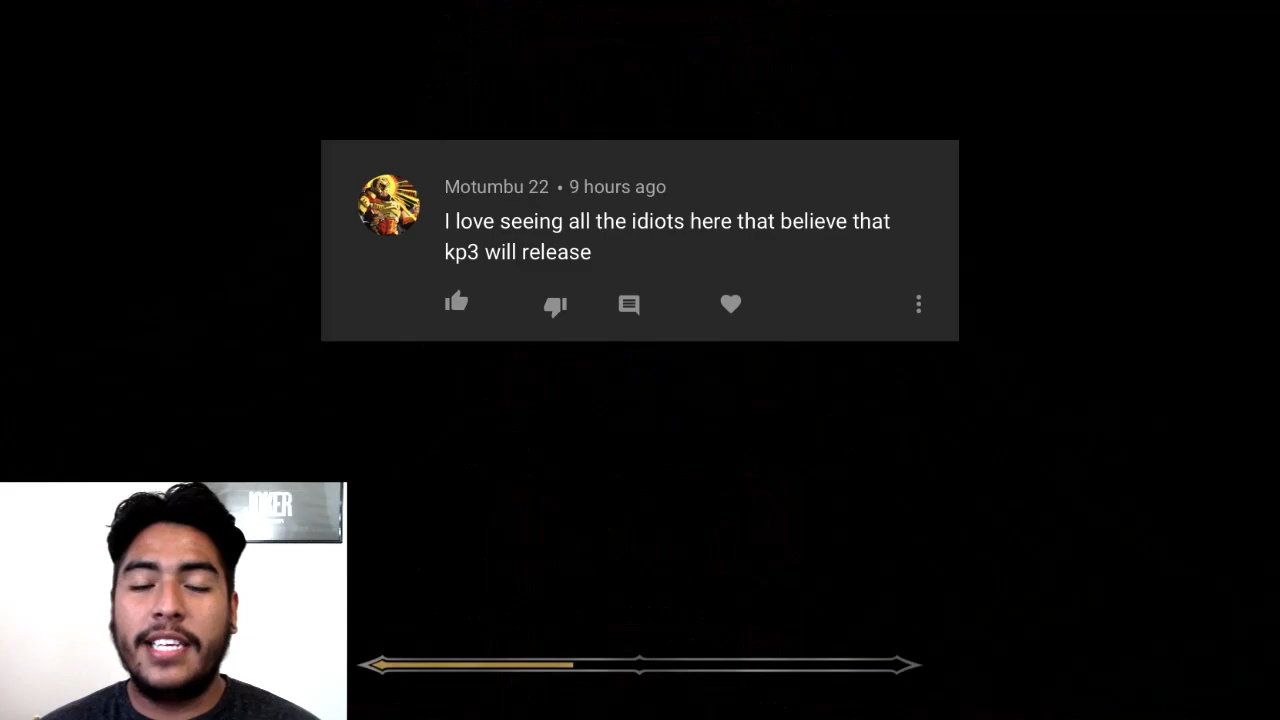 Motumbu 22 • 9 hours ago
I love seeing all the idiots here that believe that
kp3 will release
JOKER